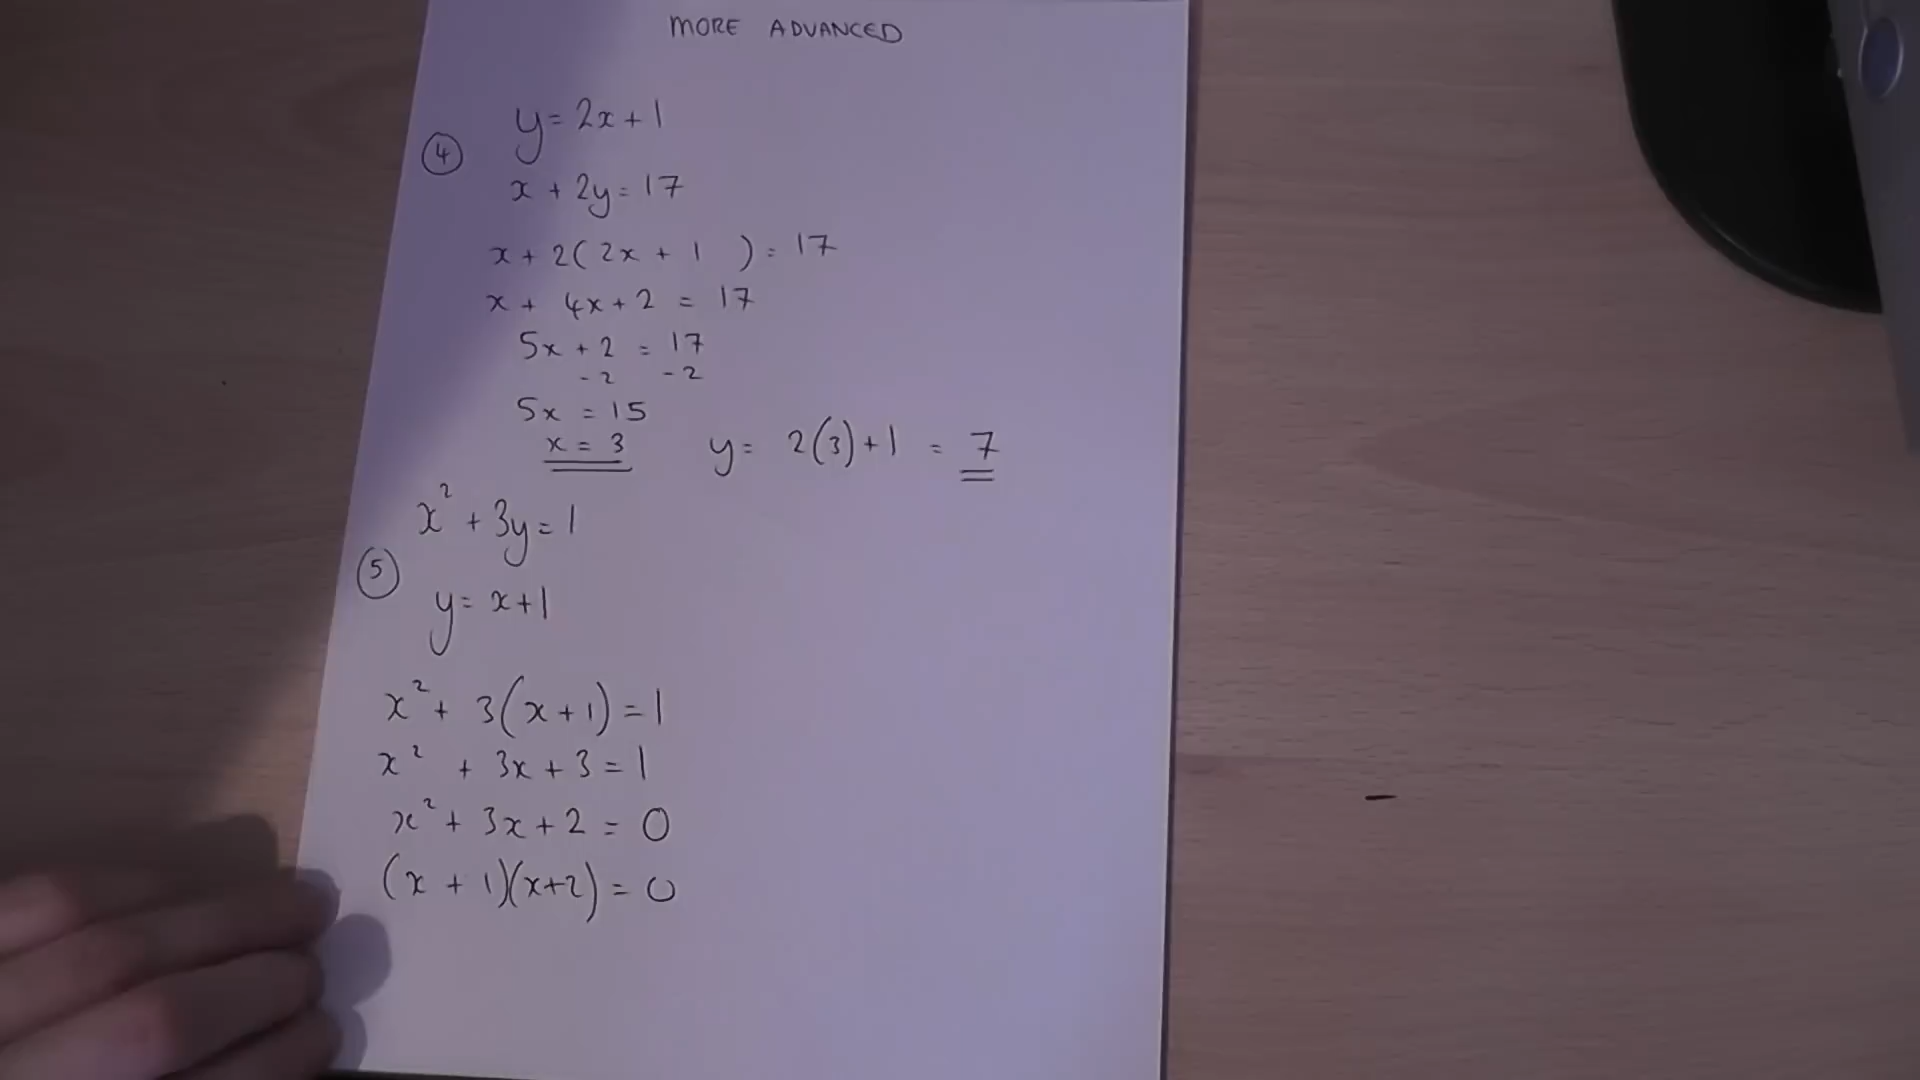 MORE ADVANCED
y = 2x + 1
④
x + 2y = 17
x + 2(2x + 1 ) = 17
x + 4x + 2 = 17
5x + 2 = 17
-2 -2
5x = 15
x = 3 y = 2(3) + 1 = 7
x² + 3y = 1
⑤
y = x + 1
x² + 3(x + 1) = 1
x² + 3x + 3 = 1
x² + 3x + 2 = 0
(x + 1)(x + 2) = 0